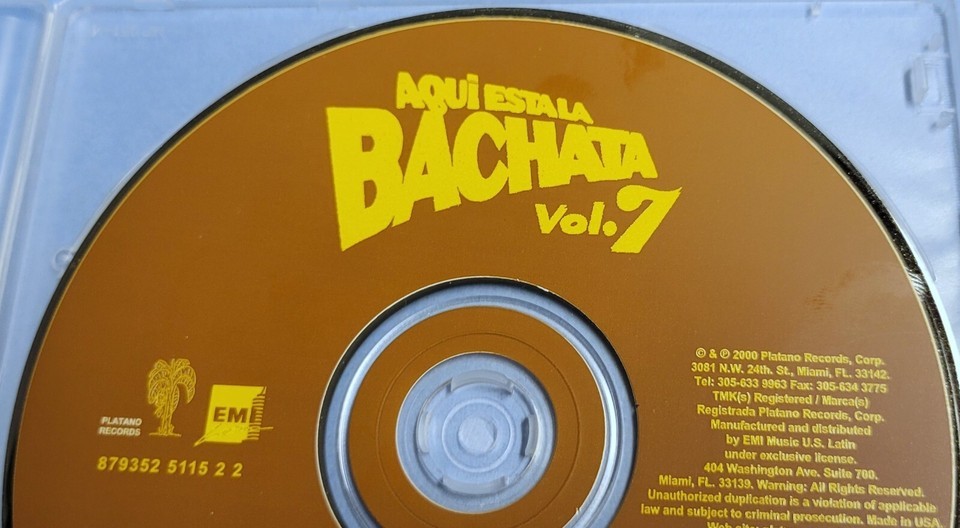 AQUÍ ESTA LA
BACHATA
Vol. 7
PLATANO
RECORDS
EMI
879352 5115 2 2
© & ℗ 2000 Platano Records, Corp.
3081 N.W. 24th. St., Miami, FL. 33142.
Tel: 305-633 9963 Fax: 305-634 3775
TMK(s) Registered / Marca(s)
Registrada Platano Records, Corp.
Manufactured and distributed
by EMI Music U.S. Latin
under exclusive license.
404 Washington Ave. Suite 700.
Miami, FL. 33139. Warning: All Rights Reserved.
Unauthorized duplication is a violation of applicable
law and subject to criminal prosecution. Made in USA.